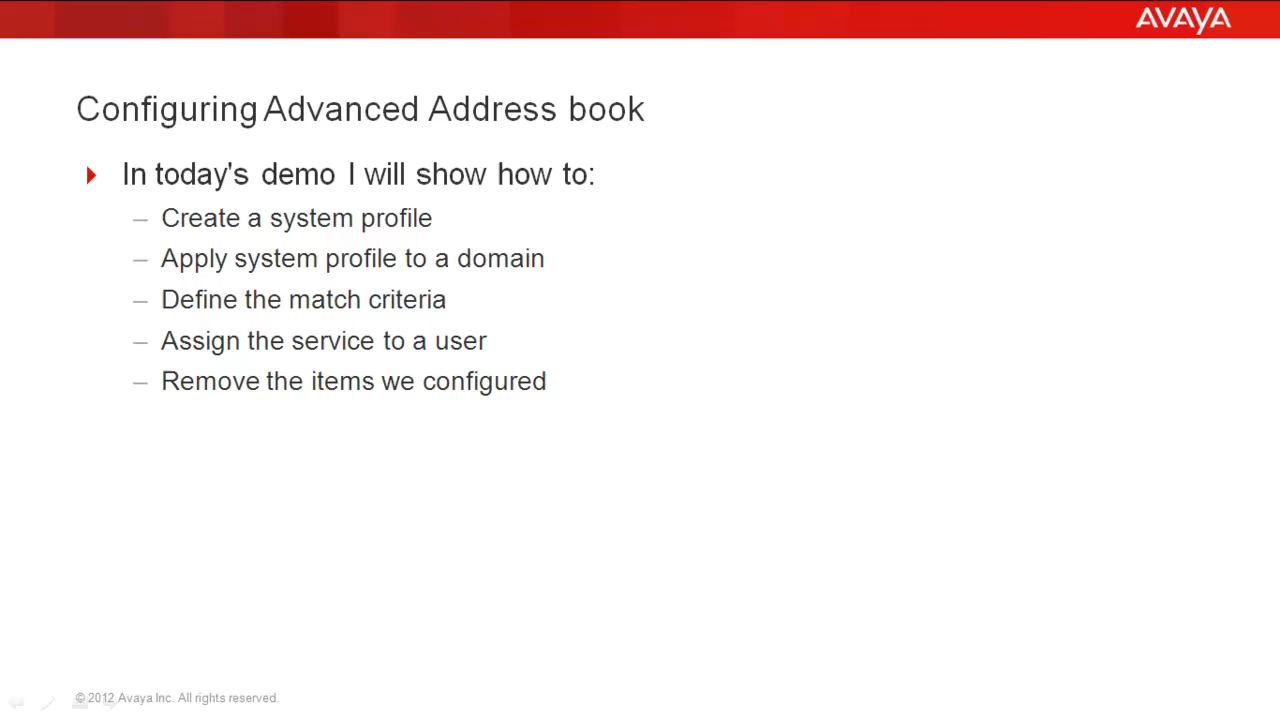 AVAYA
Configuring Advanced Address book
In today's demo I will show how to:
– Create a system profile
– Apply system profile to a domain
– Define the match criteria
– Assign the service to a user
– Remove the items we configured
© 2012 Avaya Inc. All rights reserved.